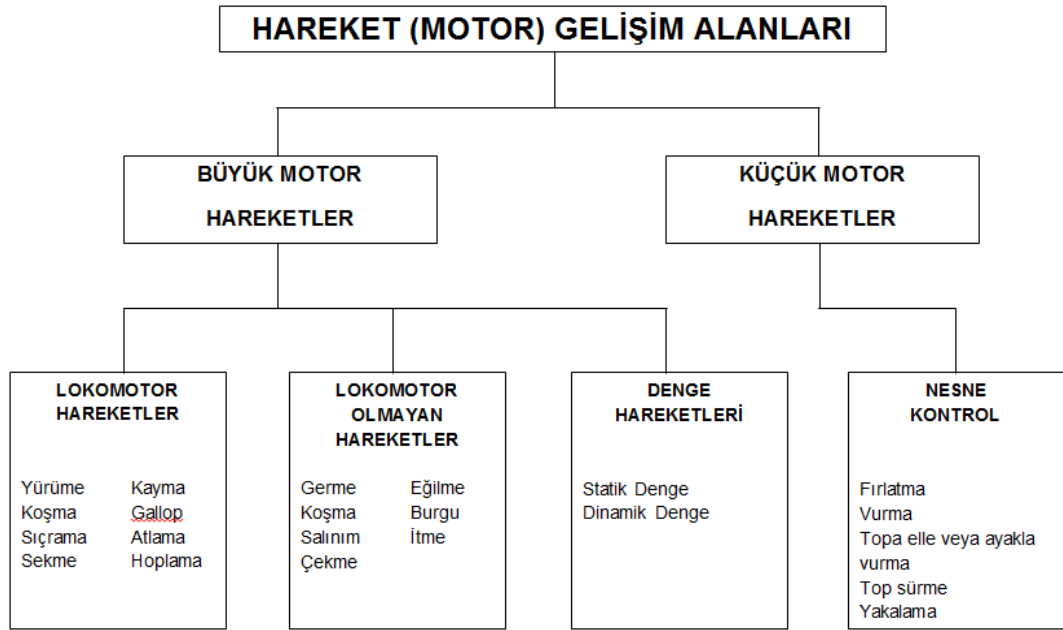 HAREKET (MOTOR) GELİŞİM ALANLARI
BÜYÜK MOTOR
HAREKETLER
KÜÇÜK MOTOR
HAREKETLER
LOKOMOTOR
HAREKETLER
Yürüme Kayma
Koşma Gallop
Sıçrama Atlama
Sekme Hoplama
LOKOMOTOR
OLMAYAN
HAREKETLER
Germe Eğilme
Koşma Burgu
Salınım İtme
Çekme
DENGE
HAREKETLERİ
Statik Denge
Dinamik Denge
NESNE
KONTROL
Fırlatma
Vurma
Topa elle veya ayakla
vurma
Top sürme
Yakalama